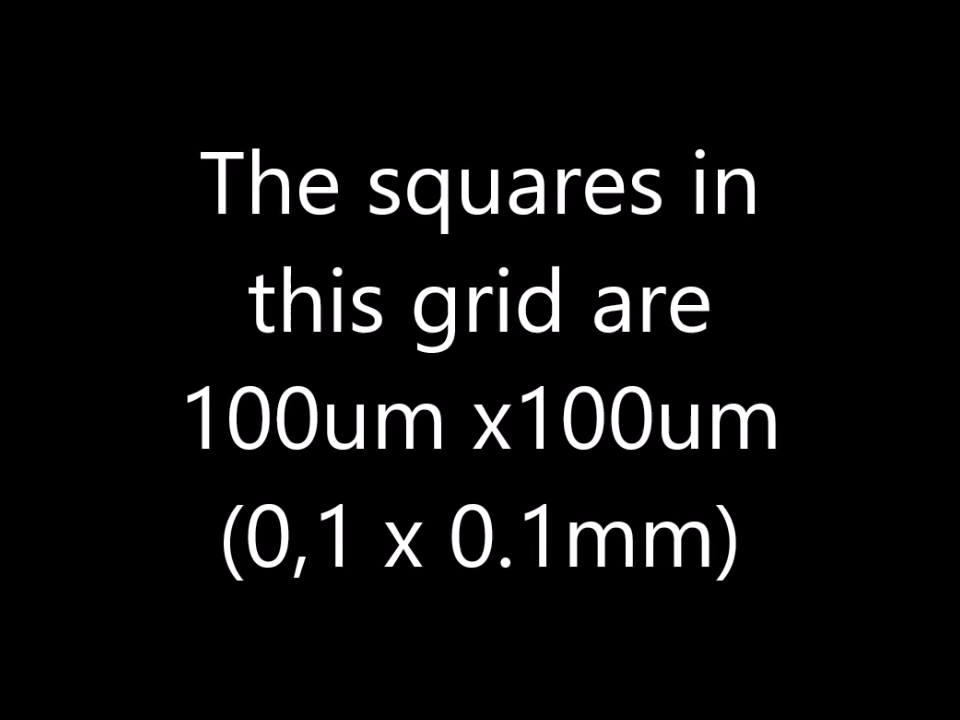 The squares in
this grid are
100um x100um
(0,1 x 0.1mm)